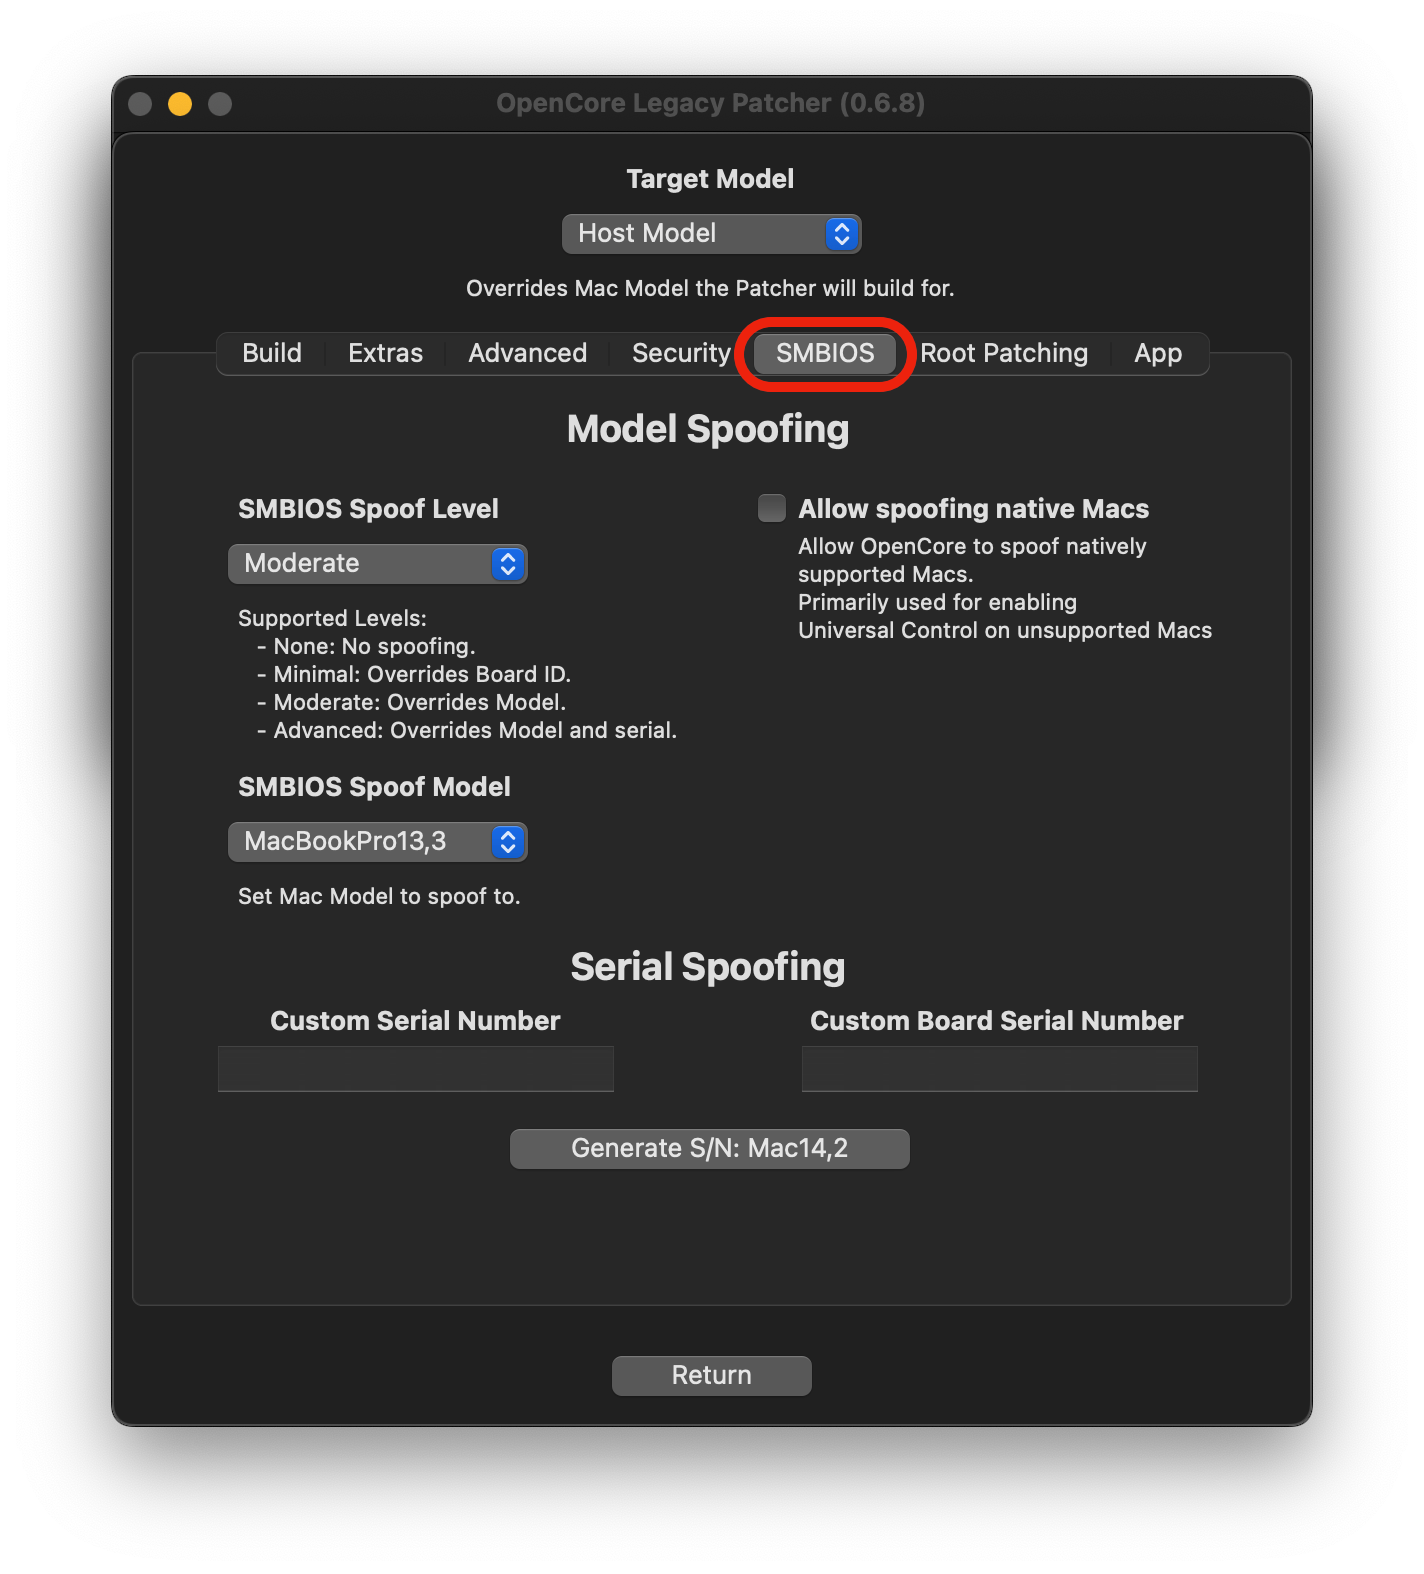 OpenCore Legacy Patcher (0.6.8)
Target Model
Host Model
Overrides Mac Model the Patcher will build for.
Build Extras Advanced Security SMBIOS Root Patching App
Model Spoofing
SMBIOS Spoof Level
Moderate
Supported Levels:
- None: No spoofing.
- Minimal: Overrides Board ID.
- Moderate: Overrides Model.
- Advanced: Overrides Model and serial.
Allow spoofing native Macs
Allow OpenCore to spoof natively
supported Macs.
Primarily used for enabling
Universal Control on unsupported Macs
SMBIOS Spoof Model
MacBookPro13,3
Set Mac Model to spoof to.
Serial Spoofing
Custom Serial Number
Custom Board Serial Number
Generate S/N: Mac14,2
Return